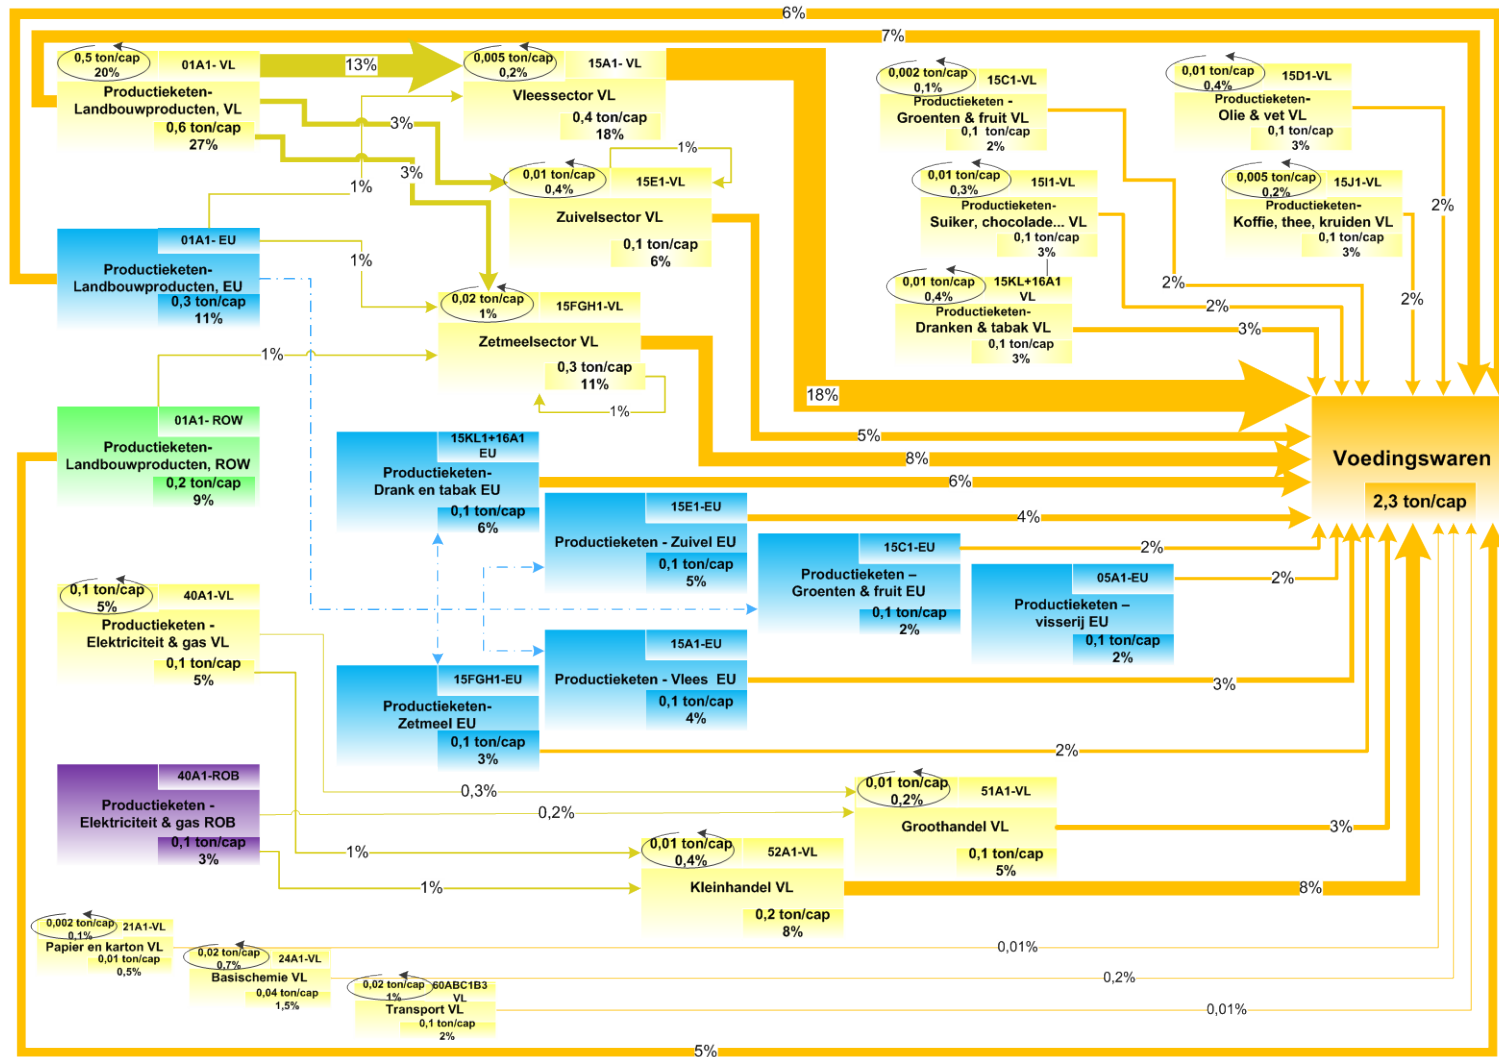 6%
7%
0,5 ton/cap
20%
01A1- VL
Productieketen-
Landbouwproducten, VL
0,6 ton/cap
27%
13%
3%
3%
0,005 ton/cap
0,2%
15A1- VL
Vleessector VL
0,4 ton/cap
18%
0,002 ton/cap
0,1%
15C1-VL
Productieketen -
Groenten & fruit VL
0,1 ton/cap
2%
0,01 ton/cap
0,4%
15D1-VL
Productieketen-
Olie & vet VL
0,1 ton/cap
3%
1%
0,01 ton/cap
0,4%
15E1-VL
Zuivelsector VL
0,1 ton/cap
6%
1%
0,01 ton/cap
0,3%
15I1-VL
Productieketen-
Suiker, chocolade... VL
0,1 ton/cap
3%
0,005 ton/cap
0,2%
15J1-VL
Productieketen-
Koffie, thee, kruiden VL
0,1 ton/cap
3%
2%
01A1- EU
Productieketen-
Landbouwproducten, EU
0,3 ton/cap
11%
1%
0,02 ton/cap
1%
15FGH1-VL
Zetmeelsector VL
0,3 ton/cap
11%
1%
1%
0,01 ton/cap
0,4%
15KL+16A1
VL
Productieketen-
Dranken & tabak VL
0,1 ton/cap
3%
2%
2%
3%
2%
18%
01A1- ROW
Productieketen-
Landbouwproducten, ROW
0,2 ton/cap
9%
5%
8%
6%
4%
Voedingswaren
2,3 ton/cap
15KL1+16A1
EU
Productieketen-
Drank en tabak EU
0,1 ton/cap
6%
15E1-EU
Productieketen - Zuivel EU
0,1 ton/cap
5%
15C1-EU
Productieketen –
Groenten & fruit EU
0,1 ton/cap
2%
2%
05A1-EU
Productieketen –
visserij EU
0,1 ton/cap
2%
2%
0,1 ton/cap
5%
40A1-VL
Productieketen -
Elektriciteit & gas VL
0,1 ton/cap
5%
15A1-EU
Productieketen - Vlees EU
0,1 ton/cap
4%
3%
15FGH1-EU
Productieketen-
Zetmeel EU
0,1 ton/cap
3%
2%
40A1-ROB
Productieketen -
Elektriciteit & gas ROB
0,1 ton/cap
3%
0,3%
0,2%
0,01 ton/cap
0,2%
51A1-VL
Groothandel VL
0,1 ton/cap
5%
3%
1%
1%
0,01 ton/cap
0,4%
52A1-VL
Kleinhandel VL
0,2 ton/cap
8%
8%
0,002 ton/cap
0,1%
21A1-VL
Papier en karton VL
0,01 ton/cap
0,5%
0,01%
0,02 ton/cap
0,7%
24A1-VL
Basischemie VL
0,04 ton/cap
1,5%
0,2%
0,02 ton/cap
1%
60ABC1B3
VL
Transport VL
0,1 ton/cap
2%
0,01%
5%